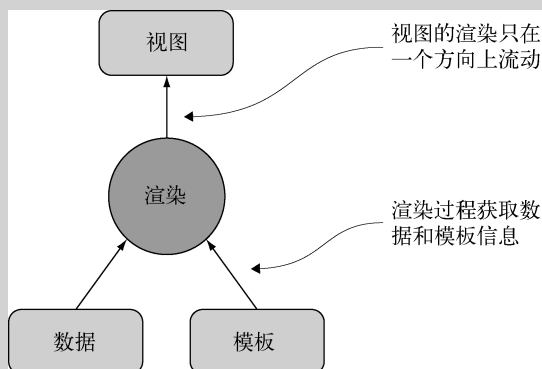 视图
视图的渲染只在
一个方向上流动
渲染
渲染过程获取数
据和模板信息
数据
模板